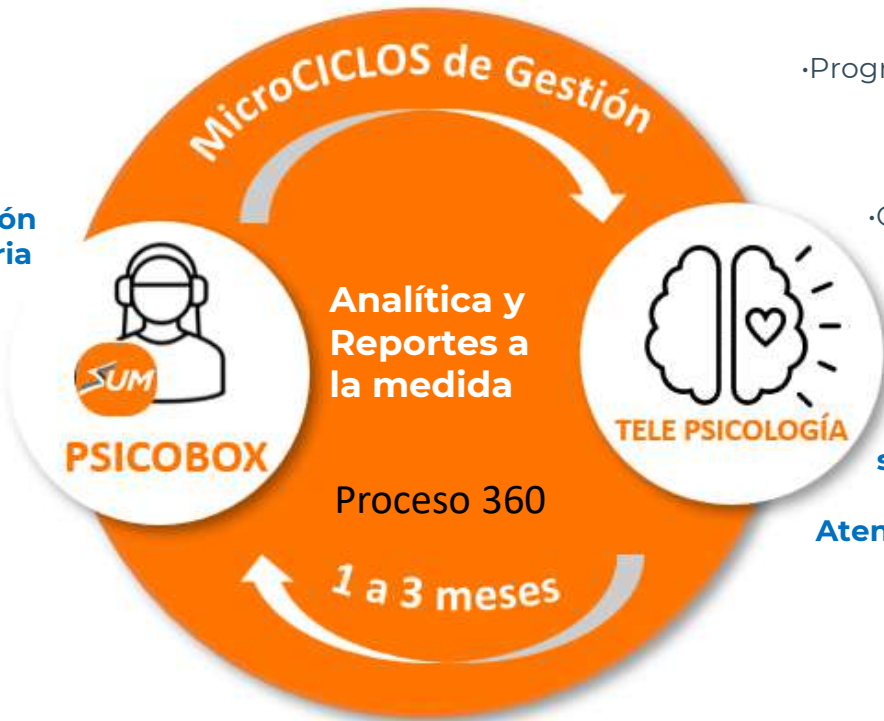 MicroCICLOS de Gestión
•Progr
ón
ria
•C
Analítica y
Reportes a
la medida
SUM
PSICOBOX
TELE PSICOLOGÍA
s
Proceso 360
Aten
1 a 3 meses